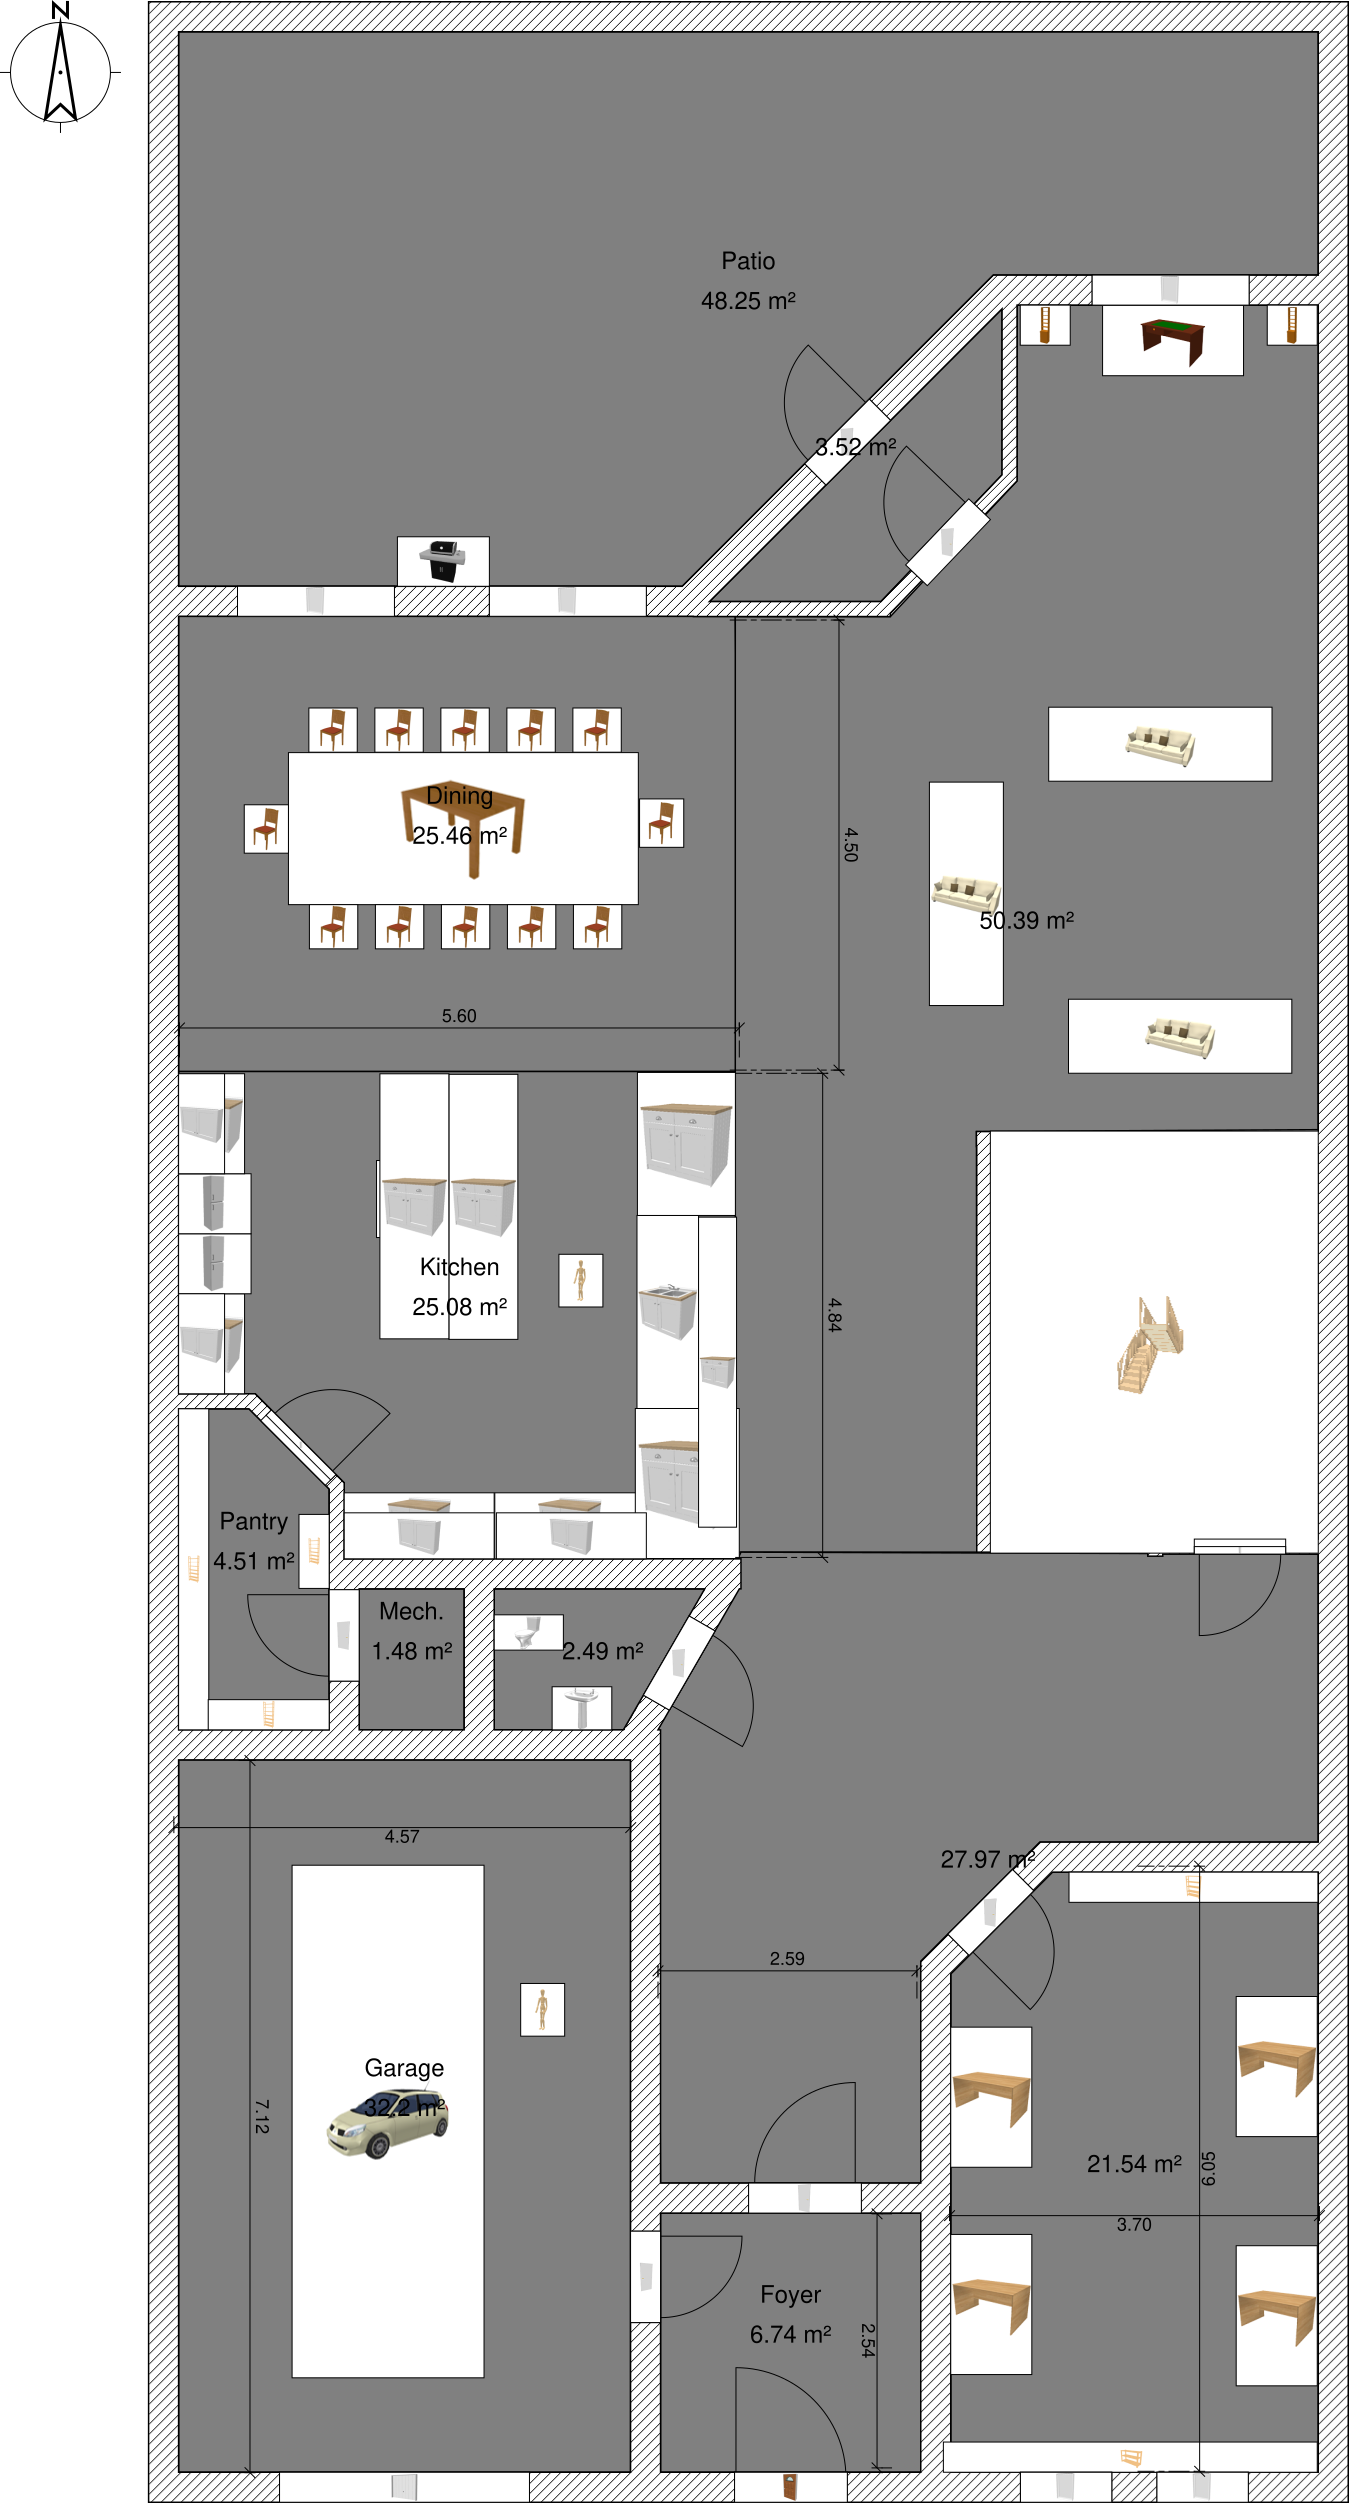 N
Patio
48.25 m²
3.52 m²
Dining
25.46 m²
4.50
50.39 m²
5.60
Kitchen
25.08 m²
4.84
Pantry
4.51 m²
Mech.
1.48 m²
2.49 m²
4.57
27.97 m²
2.59
Garage
32.2 m²
7.12
21.54 m²
6.05
3.70
Foyer
6.74 m²
2.54